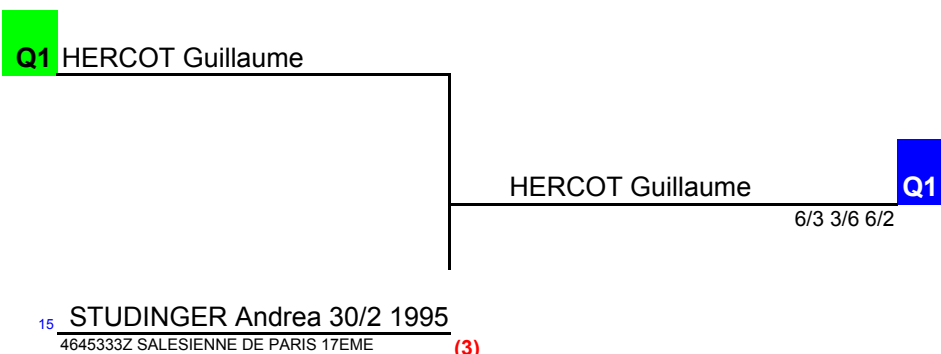 Q1 HERCOT Guillaume
HERCOT Guillaume Q1
6/3 3/6 6/2
15 STUDINGER Andrea 30/2 1995
4645333Z SALESIENNE DE PARIS 17EME (3)